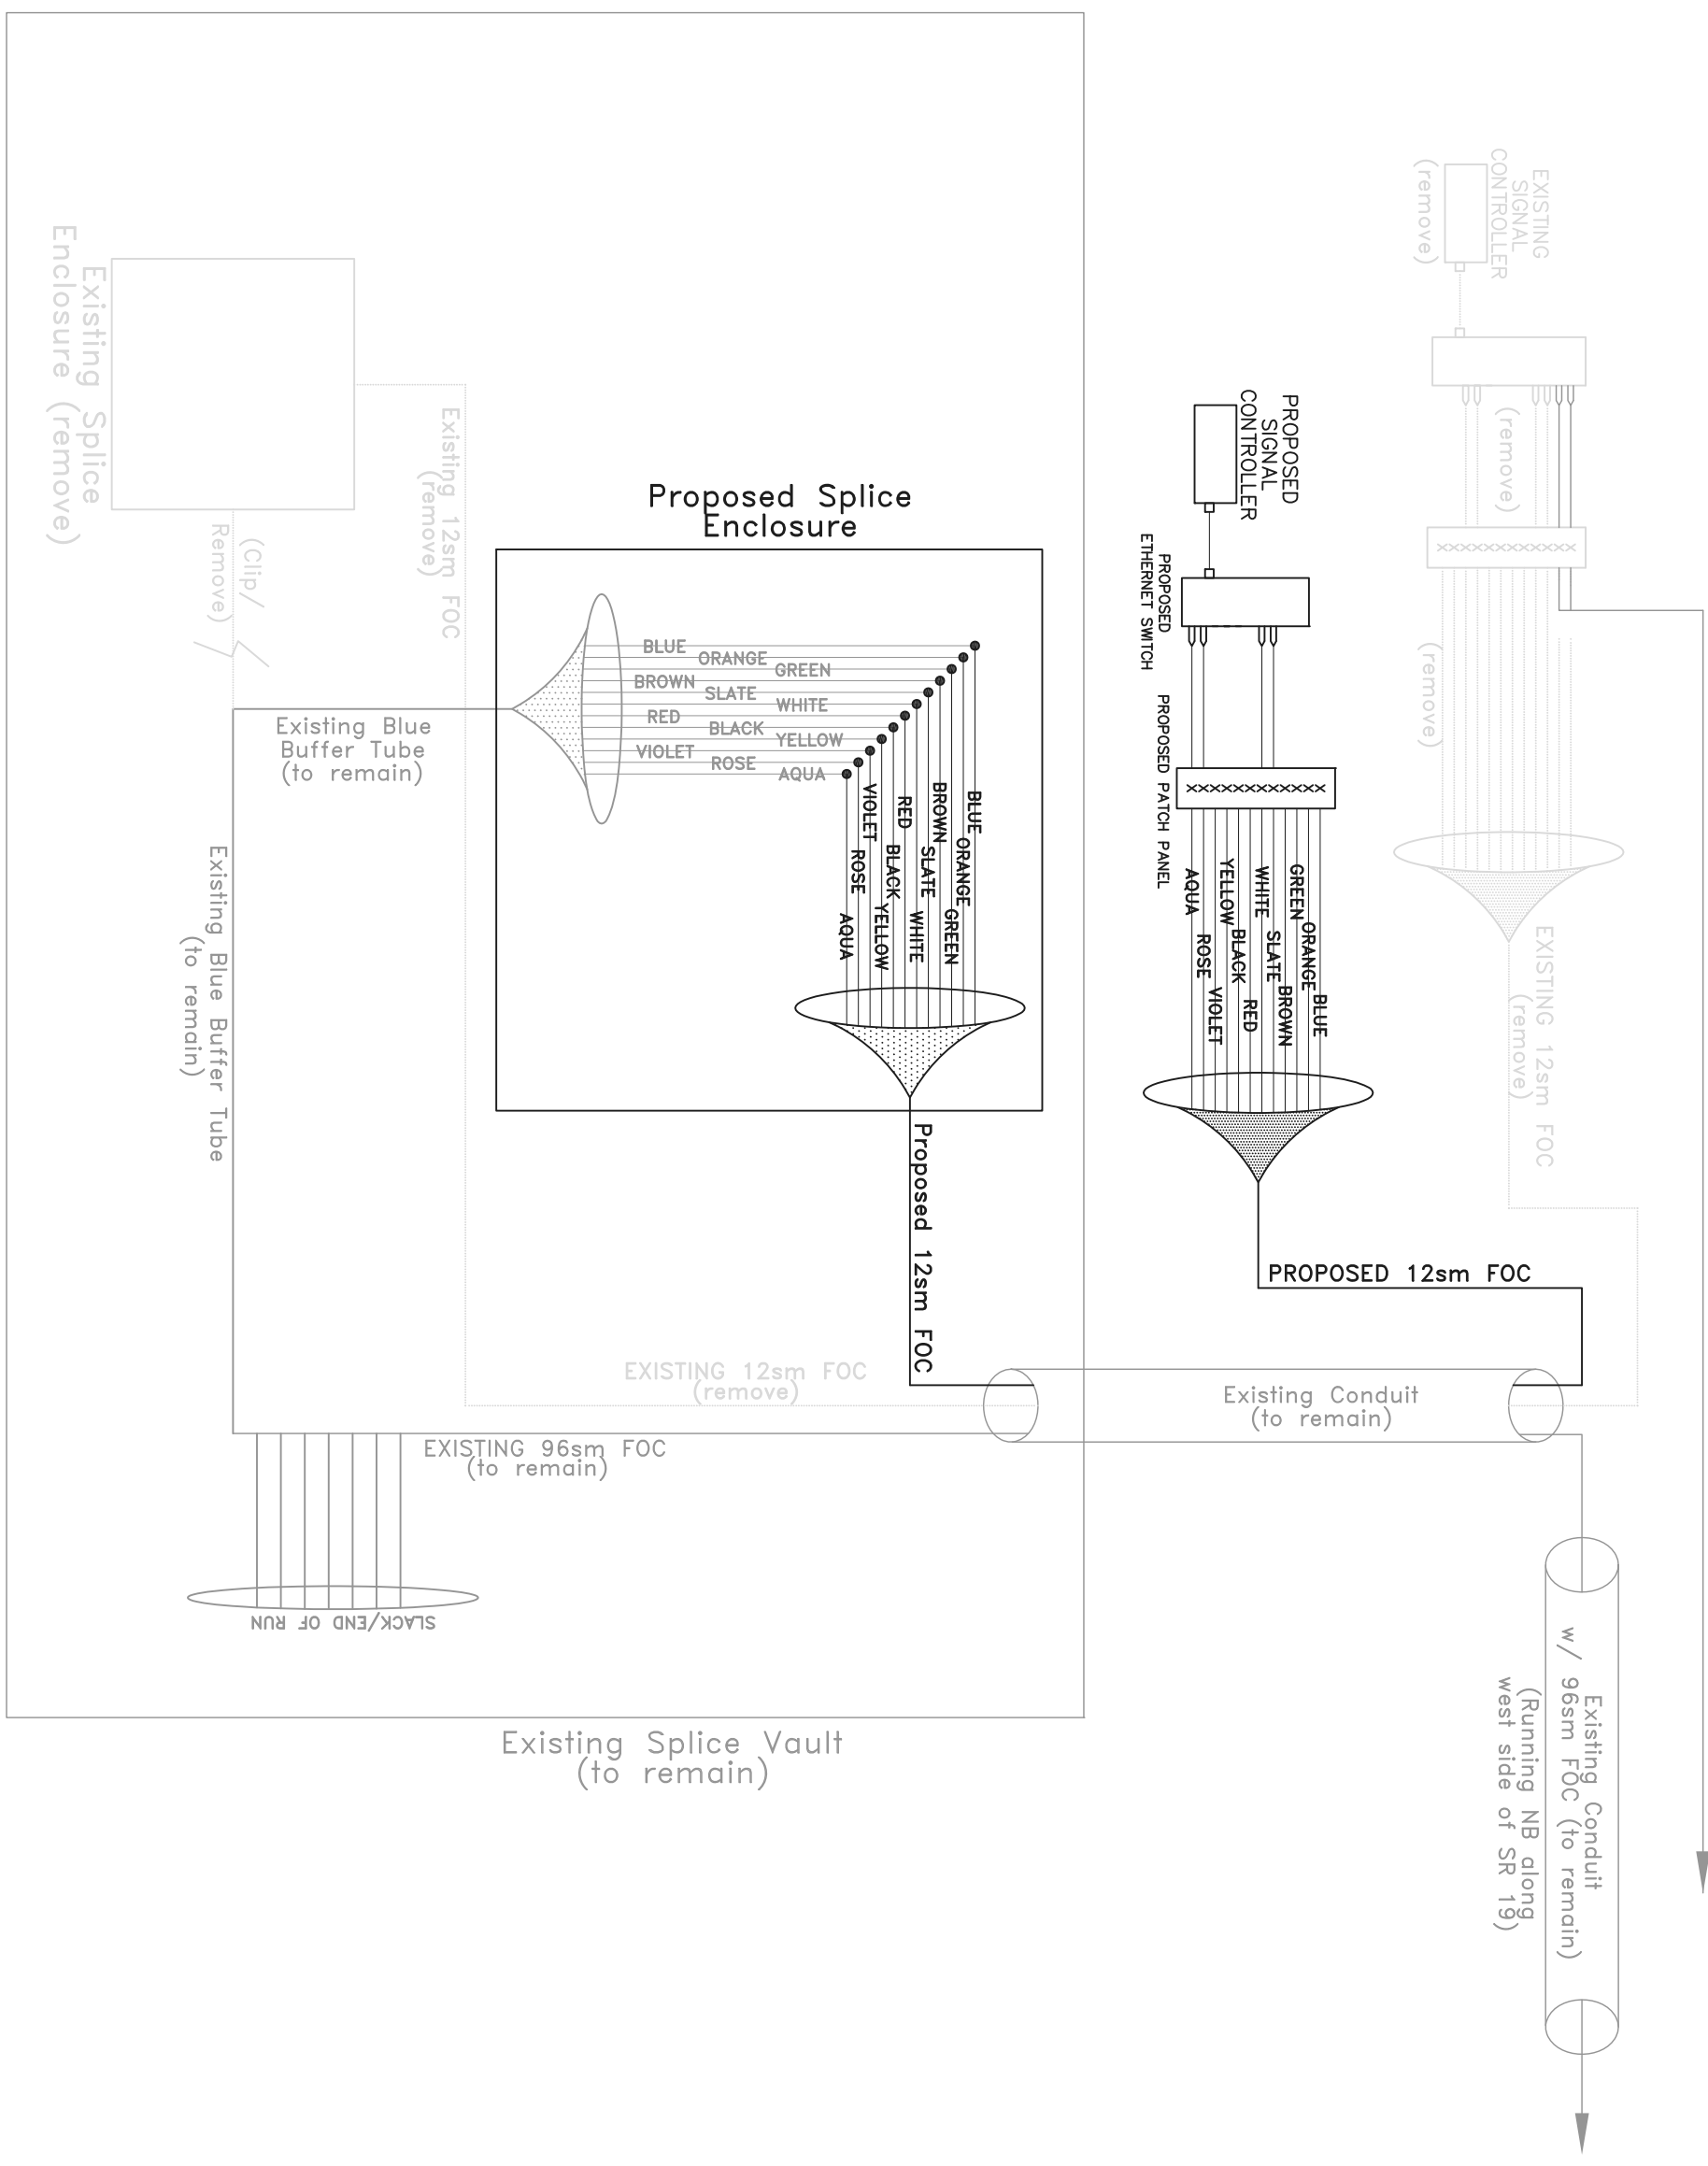 Existing Splice
Enclosure (remove)
(Clip/
Remove)
Existing 12sm FOC
(remove)
Existing Blue
Buffer Tube
(to remain)
Existing Blue Buffer Tube
(to remain)
Proposed Splice
Enclosure
BLUE
ORANGE
GREEN
BROWN
SLATE
WHITE
RED
BLACK
YELLOW
VIOLET
ROSE
AQUA
BLUE
ORANGE
GREEN
BROWN
SLATE
WHITE
RED
BLACK
YELLOW
VIOLET
ROSE
AQUA
Proposed 12sm FOC
EXISTING 12sm FOC
(remove)
EXISTING 96sm FOC
(to remain)
SLACK/END OF RUN
Existing Splice Vault
(to remain)
PROPOSED
SIGNAL
CONTROLLER
PROPOSED
ETHERNET SWITCH
PROPOSED PATCH PANEL
XXXXXXXXXXXX
BLUE
ORANGE
GREEN
BROWN
SLATE
WHITE
RED
BLACK
YELLOW
VIOLET
ROSE
AQUA
PROPOSED 12sm FOC
Existing Conduit
(to remain)
EXISTING
SIGNAL
CONTROLLER
(remove)
(remove)
XXXXXXXXXXXX
(remove)
EXISTING 12sm FOC
(remove)
Existing Conduit
w/ 96sm FOC (to remain)
(Running NB along
west side of SR 19)